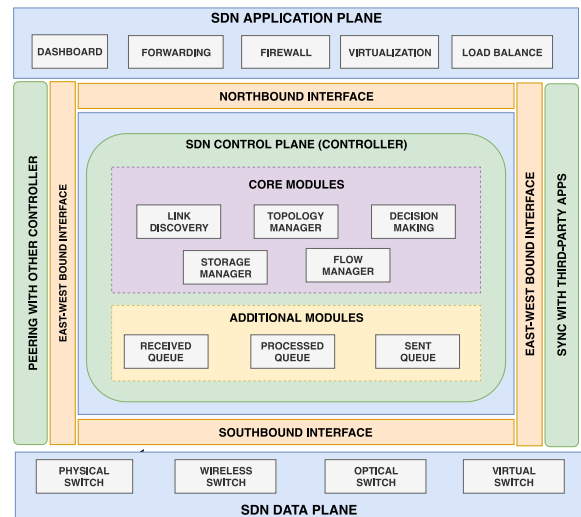 SDN APPLICATION PLANE
DASHBOARD
FORWARDING
FIREWALL
VIRTUALIZATION
LOAD BALANCE
PEERING WITH OTHER CONTROLLER
EAST-WEST BOUND INTERFACE
NORTHBOUND INTERFACE
SDN CONTROL PLANE (CONTROLLER)
CORE MODULES
LINK
DISCOVERY
TOPOLOGY
MANAGER
DECISION
MAKING
STORAGE
MANAGER
FLOW
MANAGER
ADDITIONAL MODULES
RECEIVED
QUEUE
PROCESSED
QUEUE
SENT
QUEUE
SOUTHBOUND INTERFACE
EAST-WEST BOUND INTERFACE
SYNC WITH THIRD-PARTY APPS
PHYSICAL
SWITCH
WIRELESS
SWITCH
OPTICAL
SWITCH
VIRTUAL
SWITCH
SDN DATA PLANE